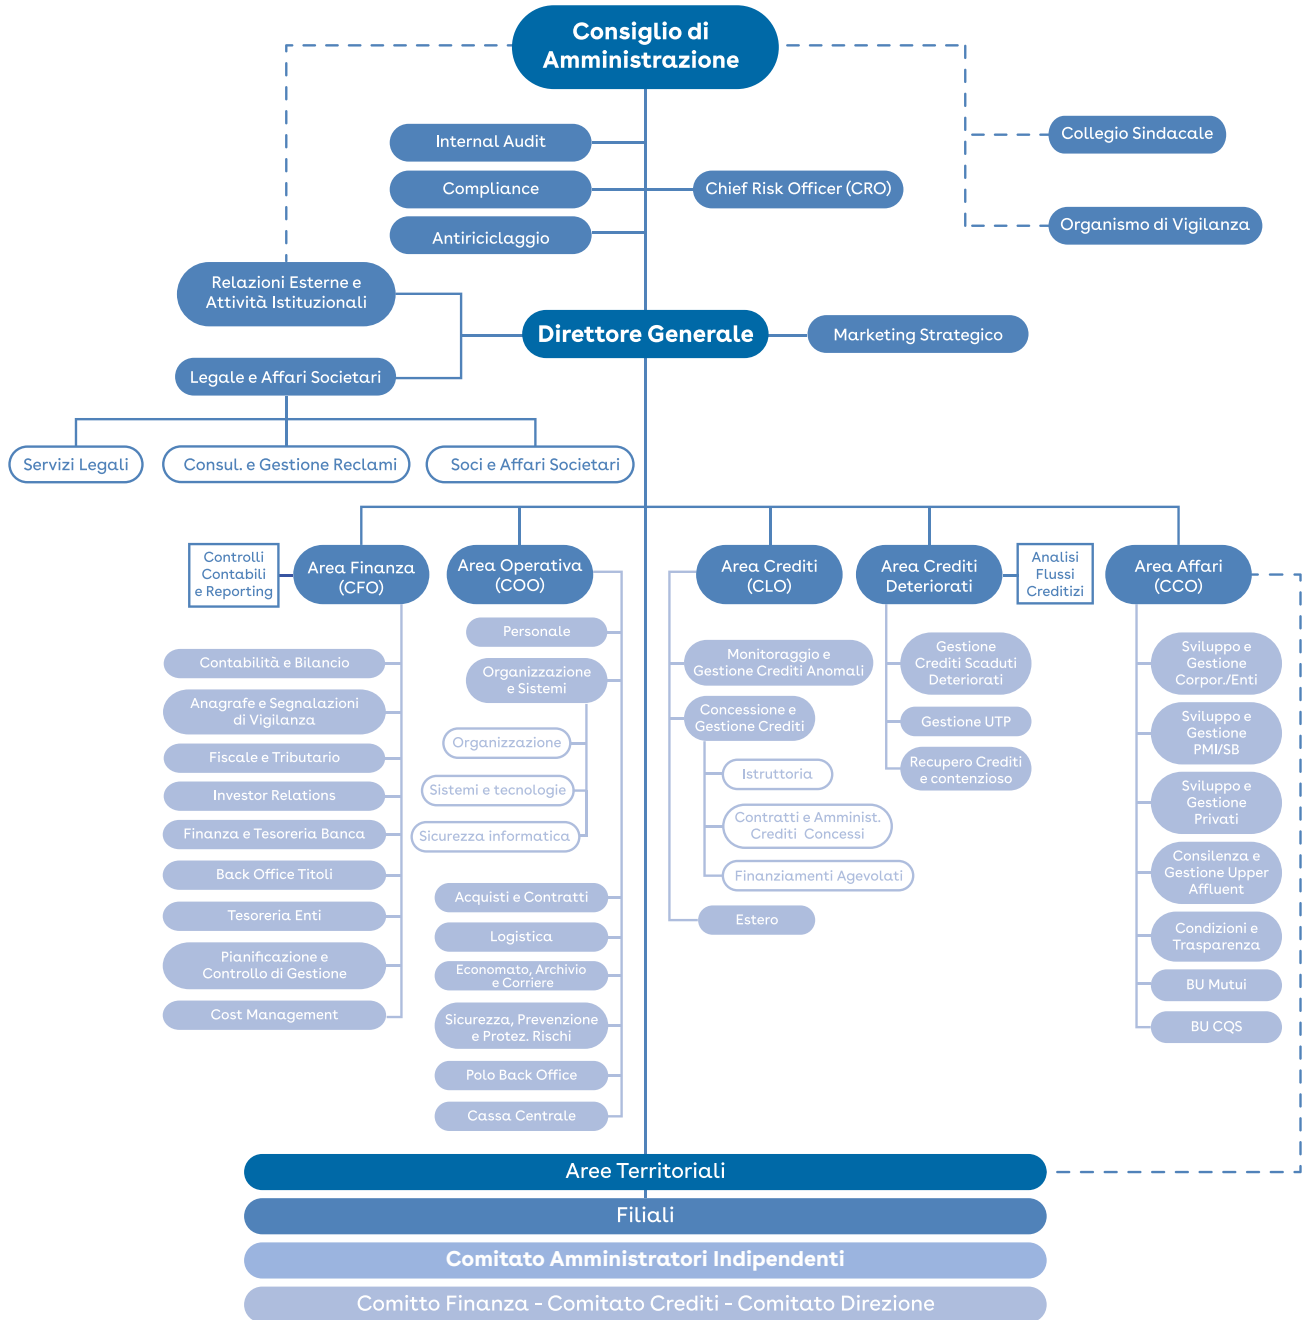 Consiglio di
Amministrazione
Internal Audit
Collegio Sindacale
Compliance
Chief Risk Officer (CRO)
Antiriciclaggio
Organismo di Vigilanza
Relazioni Esterne e
Attività Istituzionali
Direttore Generale
Marketing Strategico
Legale e Affari Societari
Servizi Legali
Consul. e Gestione Reclami
Soci e Affari Societari
Controlli
Contabili
e Reporting
Area Finanza
(CFO)
Area Operativa
(COO)
Area Crediti
(CLO)
Area Crediti
Deteriorati
Analisi
Flussi
Creditizi
Area Affari
(CCO)
Contabilità e Bilancio
Anagrafe e Segnalazioni
di Vigilanza
Fiscale e Tributario
Investor Relations
Finanza e Tesoreria Banca
Back Office Titoli
Tesoreria Enti
Pianificazione e
Controllo di Gestione
Cost Management
Personale
Organizzazione
e Sistemi
Organizzazione
Sistemi e tecnologie
Sicurezza informatica
Acquisti e Contratti
Logistica
Economato, Archivio
e Corriere
Sicurezza, Prevenzione
e Protez. Rischi
Polo Back Office
Cassa Centrale
Monitoraggio e
Gestione Crediti Anomali
Concessione e
Gestione Crediti
Istruttoria
Contratti e Amminist.
Crediti Concessi
Finanziamenti Agevolati
Estero
Gestione
Crediti Scaduti
Deteriorati
Gestione UTP
Recupero Crediti
e contenzioso
Sviluppo e
Gestione
Corpor./Enti
Sviluppo e
Gestione
PMI/SB
Sviluppo e
Gestione
Privati
Consilenza e
Gestione Upper
Affluent
Condizioni e
Trasparenza
BU Mutui
BU CQS
Aree Territoriali
Filiali
Comitato Amministratori Indipendenti
Comitto Finanza - Comitato Crediti - Comitato Direzione